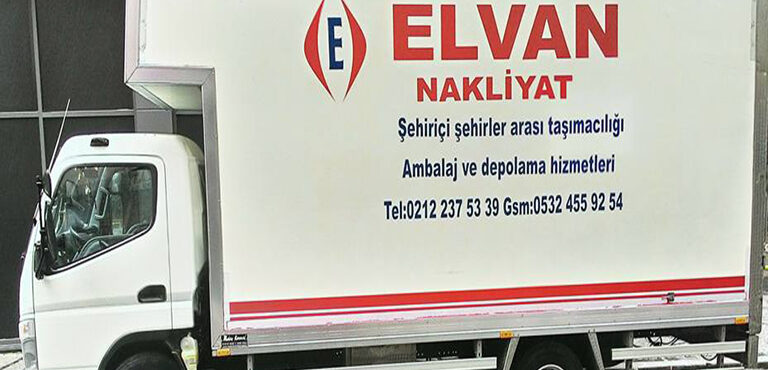 E ELVAN
NAKLİYAT
Şehiriçi şehirler arası taşımacılığı
Ambalaj ve depolama hizmetleri
Tel:0212 237 53 39 Gsm:0532 455 92 54